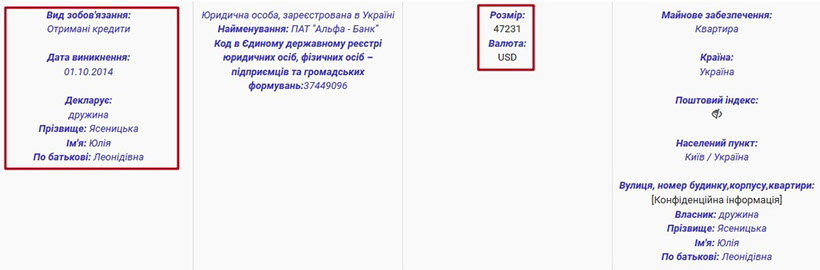 Вид зобов'язання:
Отримані кредити
Дата виникнення:
01.10.2014
Декларує:
дружина
Прізвище: Ясеницька
Ім'я: Юлія
По батькові: Леонідівна
Юридична особа, зареєстрована в Україні
Найменування: ПАТ "Альфа - Банк"
Код в Єдиному державному реєстрі
юридичних осіб, фізичних осіб –
підприємців та громадських
формувань:37449096
Розмір:
47231
Валюта:
USD
Майнове забезпечення:
Квартира
Країна:
Україна
Поштовий індекс:
Населений пункт:
Київ / Україна
Вулиця, номер будинку,корпусу,квартири:
[Конфіденційна інформація]
Власник: дружина
Прізвище: Ясеницька
Ім'я: Юлія
По батькові: Леонідівна